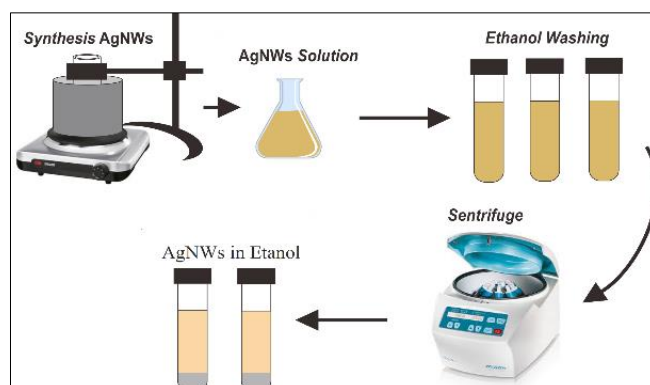 Synthesis AgNWs
AgNWs Solution
Ethanol Washing
Sentrifuge
AgNWs in Etanol